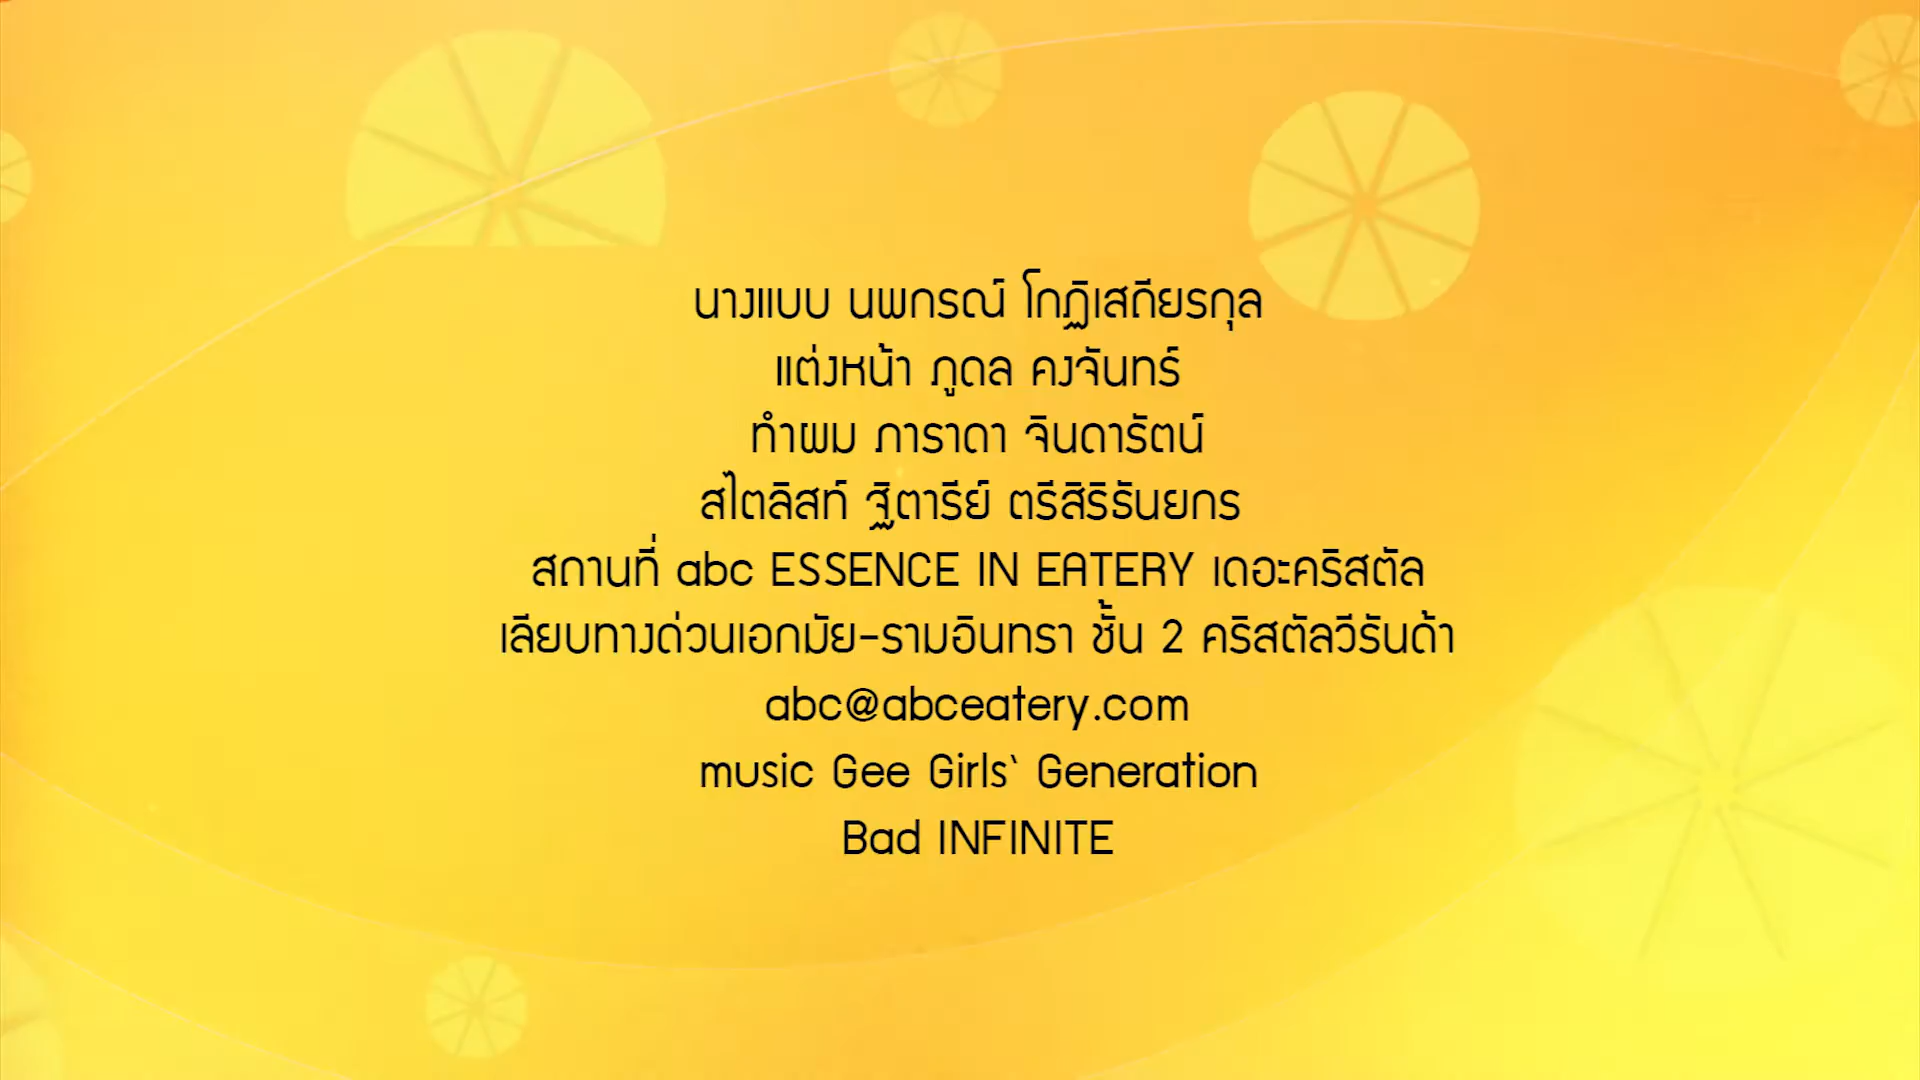 นางแบบ นพกรณ์ โกฏิเสถียรกุล
แต่งหน้า ภูดล คงจันทร์
ทำผม ภาราดา จินดารัตน์
สไตลิสท์ ฐิตารีย์ ตรีสิริธันยกร
สถานที่ abc ESSENCE IN EATERY เดอะคริสตัล
เลียบทางด่วนเอกมัย-รามอินทรา ชั้น 2 คริสตัลวีรันด้า
abc@abceatery.com
music Gee Girls` Generation
Bad INFINITE